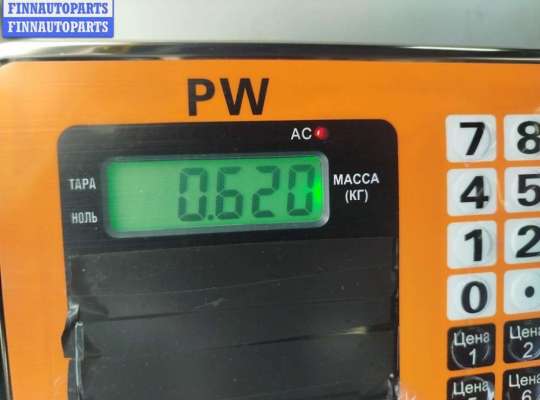 FINNAUTOPARTS
FINNAUTOPARTS
PW
AC
ТАРА
НОЛЬ
0.620
МАССА
(КГ)
7 8
4 5
1 2
0 •
Цена 1
Цена 2
Цена
6